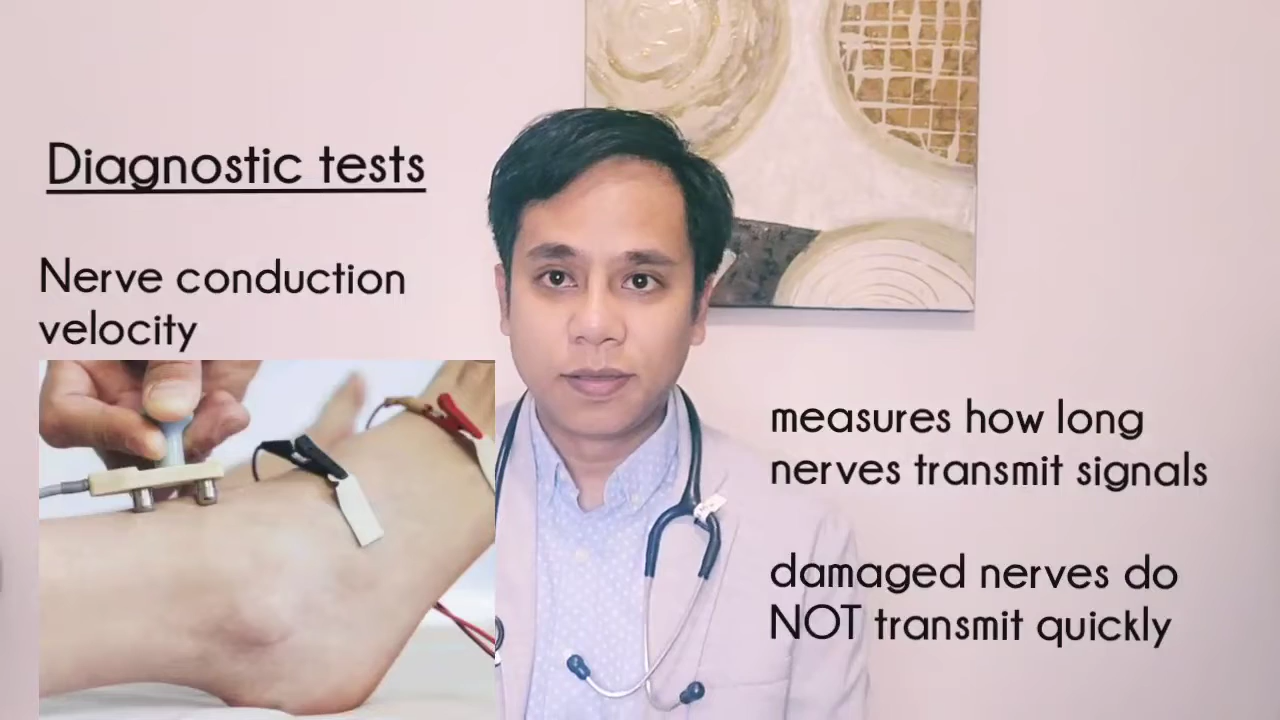 Diagnostic tests
Nerve conduction
velocity
measures how long
nerves transmit signals
damaged nerves do
NOT transmit quickly